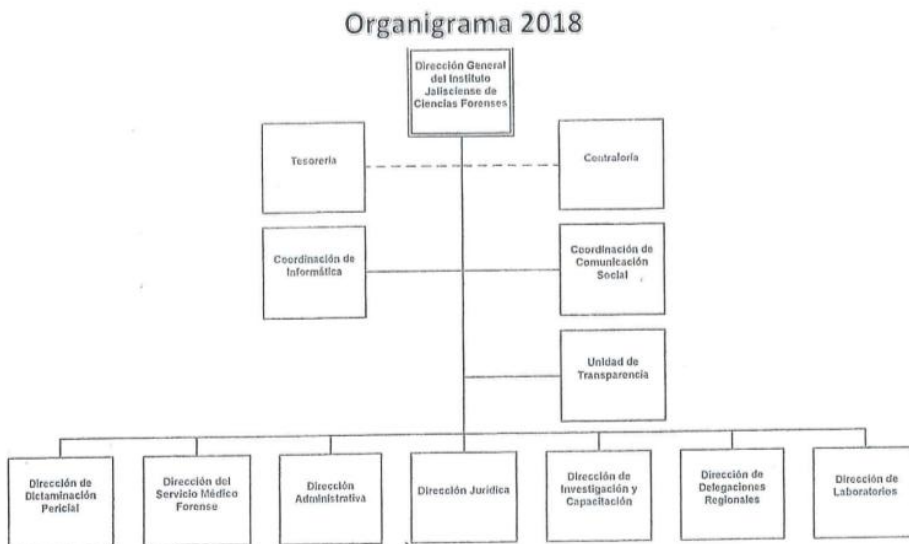 Organigrama 2018
Dirección General
del Instituto
Jalisciense de
Ciencias Forenses
Tesorería
Contraloría
Coordinación de
Informática
Coordinación de
Comunicación
Social
Unidad de
Transparencia
Dirección de
Dictaminación
Pericial
Dirección del
Servicio Médico
Forense
Dirección
Administrativa
Dirección Jurídica
Dirección de
Investigación y
Capacitación
Dirección de
Delegaciones
Regionales
Dirección de
Laboratorios